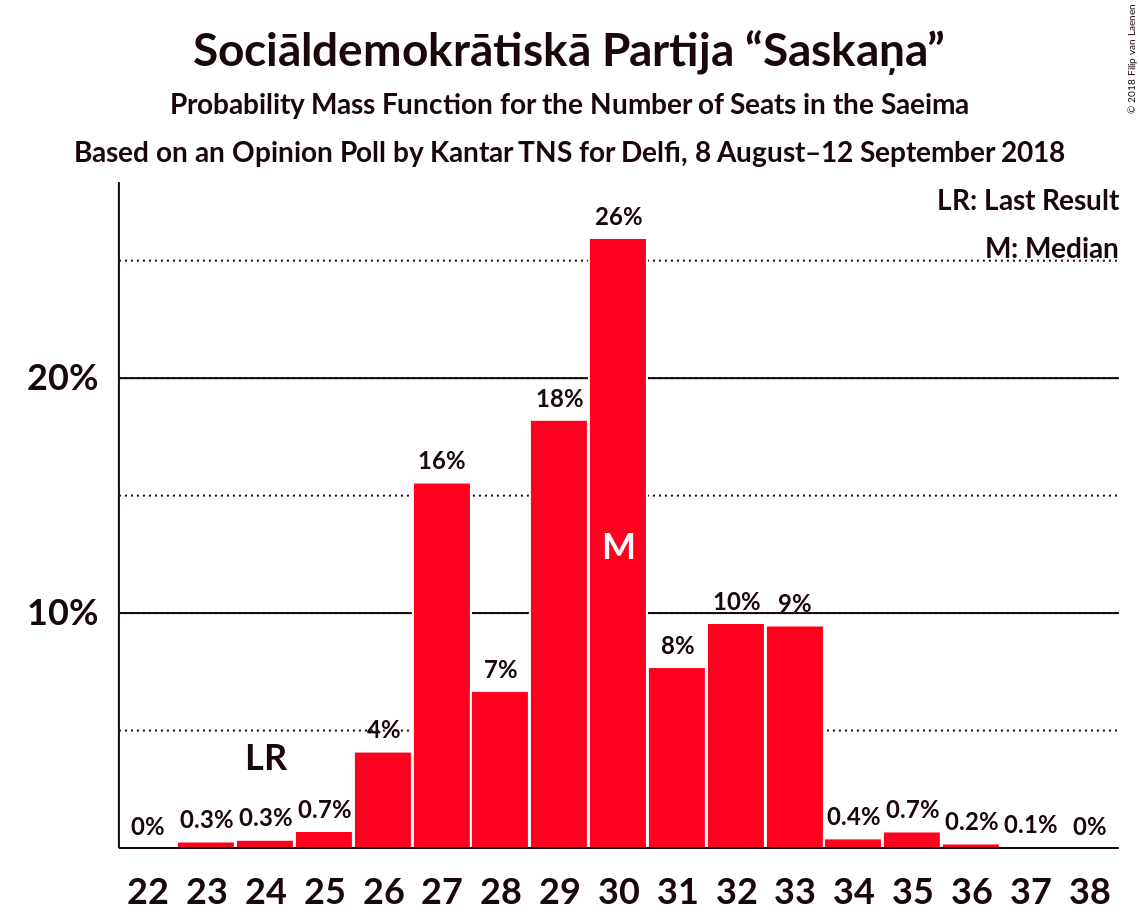 Sociāldemokrātiskā Partija “Saskaņa”
Probability Mass Function for the Number of Seats in the Saeima
Based on an Opinion Poll by Kantar TNS for Delfi, 8 August–12 September 2018
© 2018 Filip van Laenen
LR: Last Result
M: Median
26%
20%
18%
16%
M
10%
10% 9%
8%
7%
4%
LR
0% 0.3% 0.3% 0.7% 0.4% 0.7% 0.2% 0.1% 0%
22 23 24 25 26 27 28 29 30 31 32 33 34 35 36 37 38